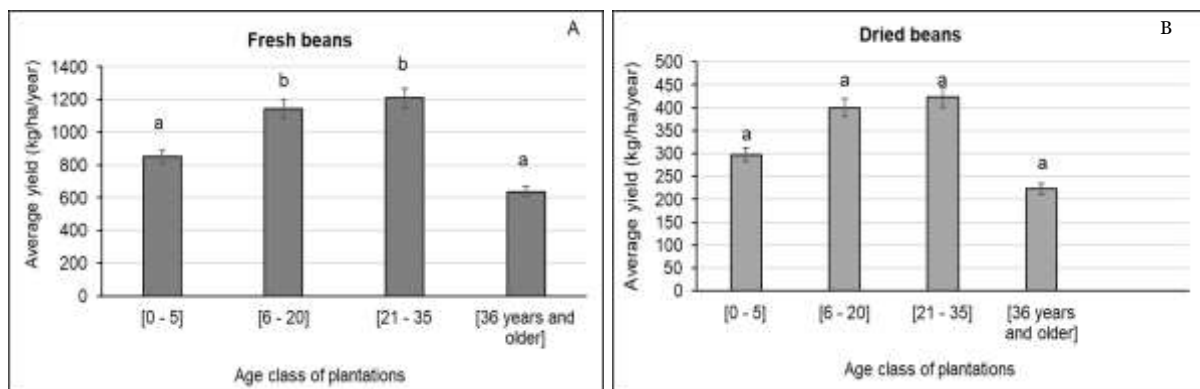 A
Fresh beans
Average yield (kg/ha/year)
1400
1200
1000
800
600
400
200
0
a
b
b
a
[0 - 5]
[6 - 20]
[21 - 35
[36 years and
older]
Age class of plantations
B
Dried beans
Average yield (kg/ha/year)
500
450
400
350
300
250
200
150
100
50
0
a
a
a
a
[0 - 5]
[6 - 20]
[21 - 35]
[36 years
and older]
Age class of plantations